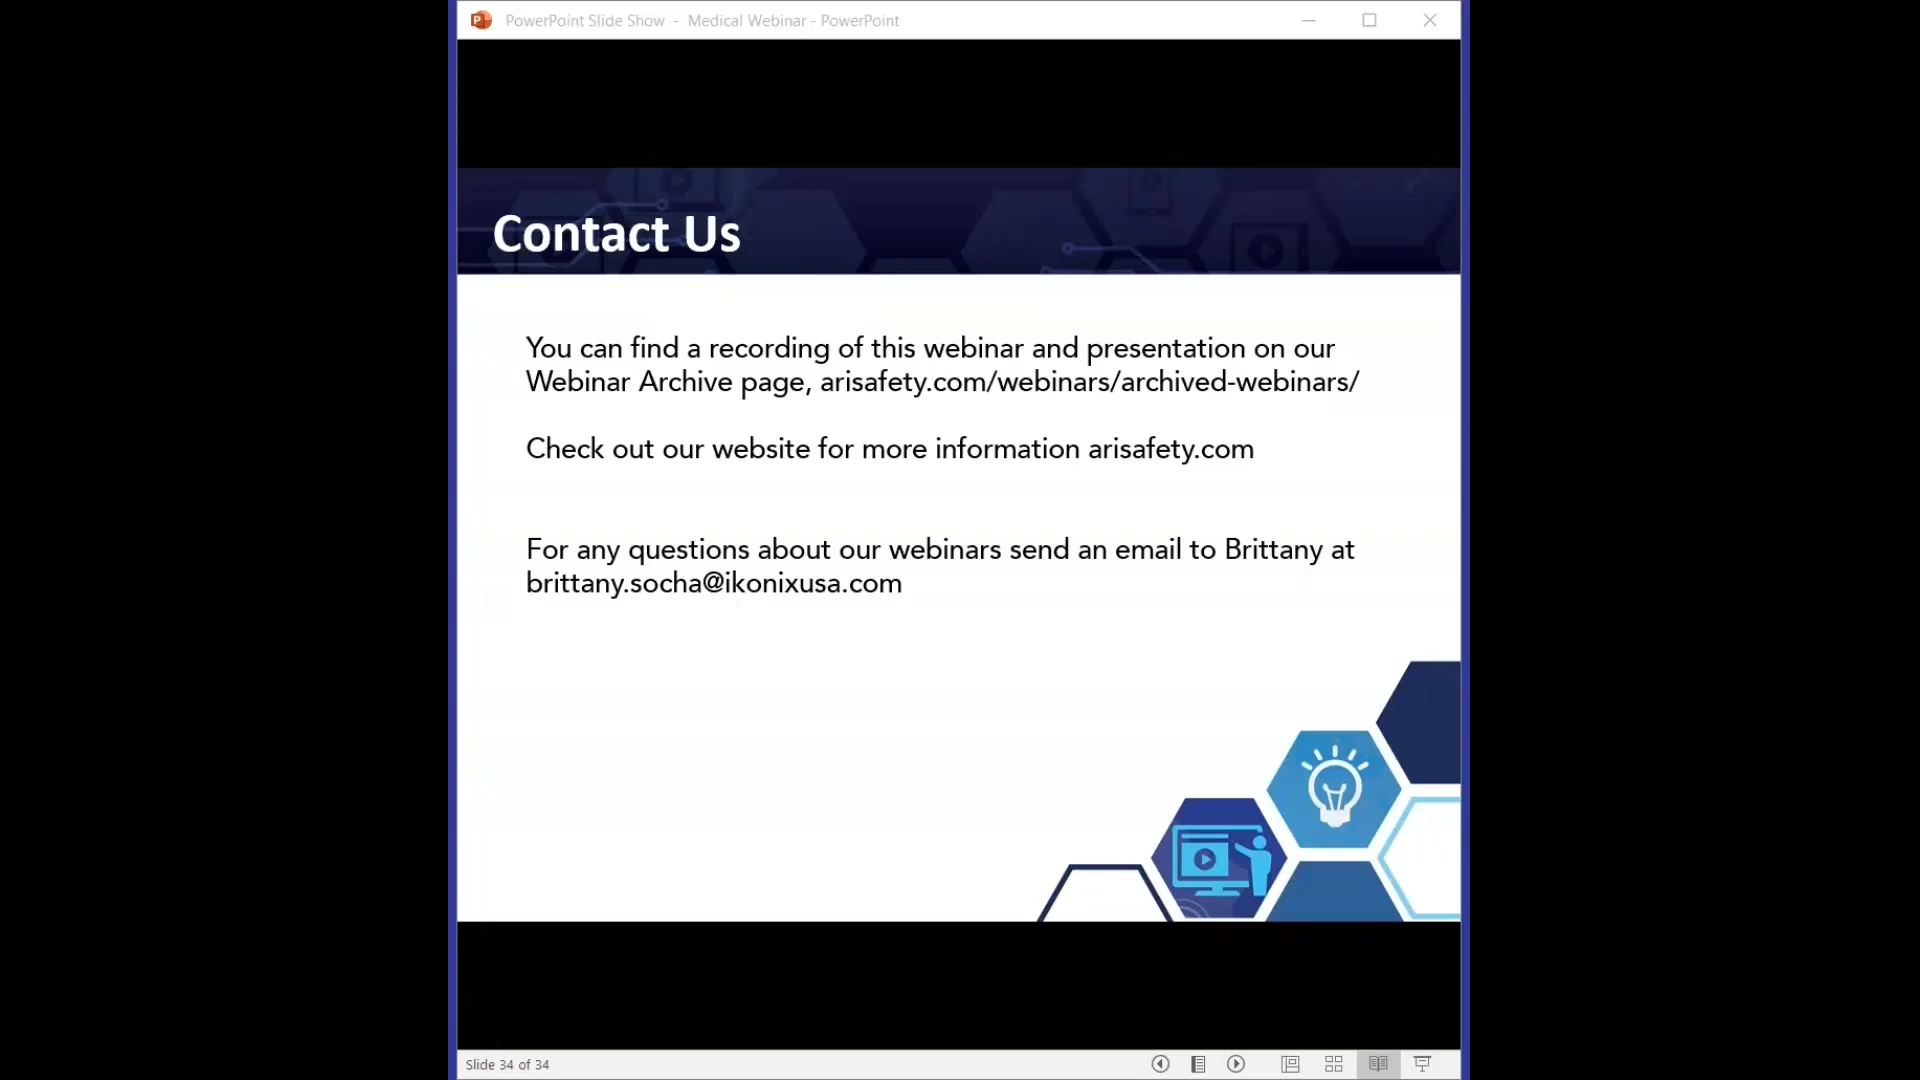 PowerPoint Slide Show - Medical Webinar - PowerPoint
Contact Us
You can find a recording of this webinar and presentation on our
Webinar Archive page, arisafety.com/webinars/archived-webinars/
Check out our website for more information arisafety.com
For any questions about our webinars send an email to Brittany at
brittany.socha@ikonixusa.com
Slide 34 of 34